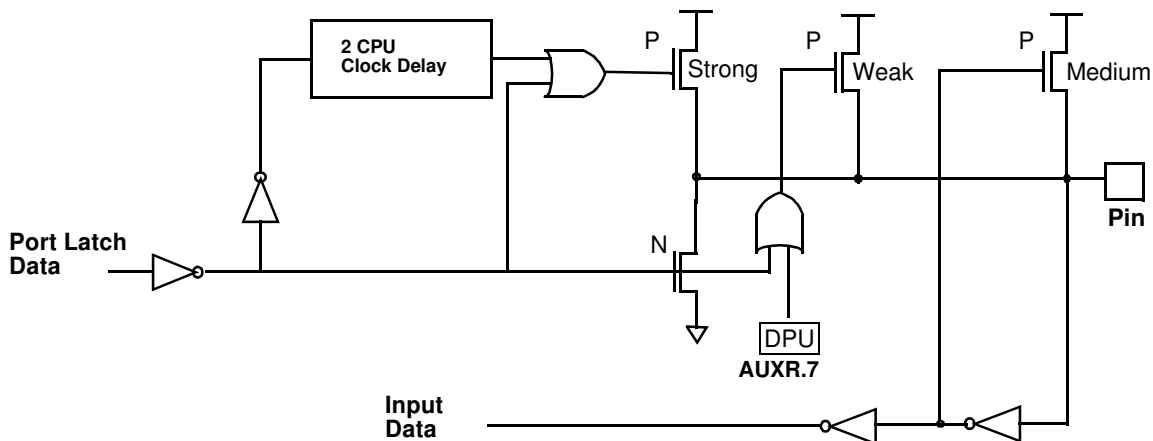 2 CPU
Clock Delay
P
Strong
P
Weak
P
Medium
Pin
Port Latch
Data
N
DPU
AUXR.7
Input
Data